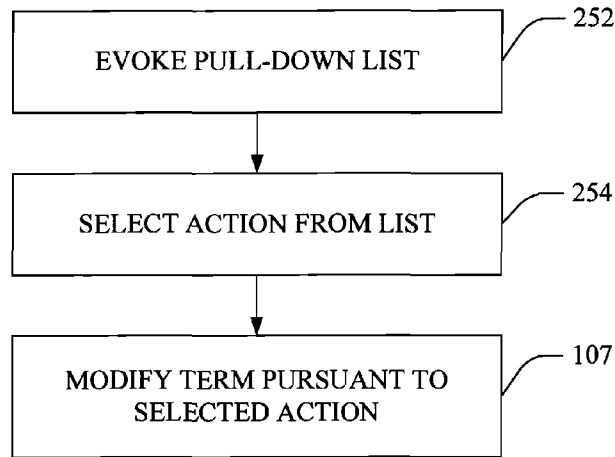 EVOKE PULL-DOWN LIST
252
SELECT ACTION FROM LIST
254
MODIFY TERM PURSUANT TO
SELECTED ACTION
107